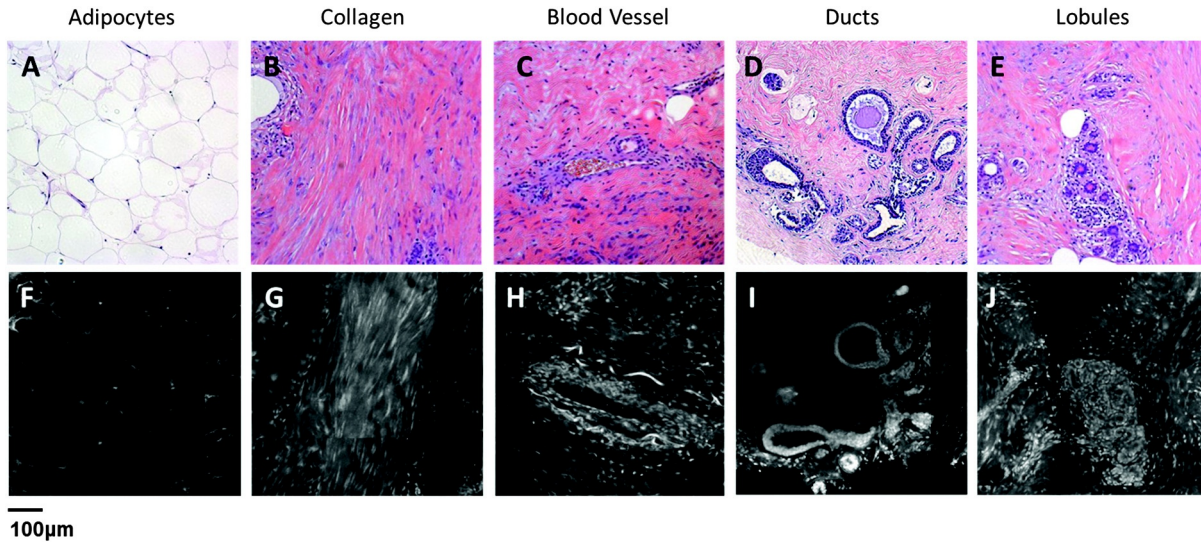 Adipocytes Collagen Blood Vessel Ducts Lobules
A B C D E
F G H I J
100µm